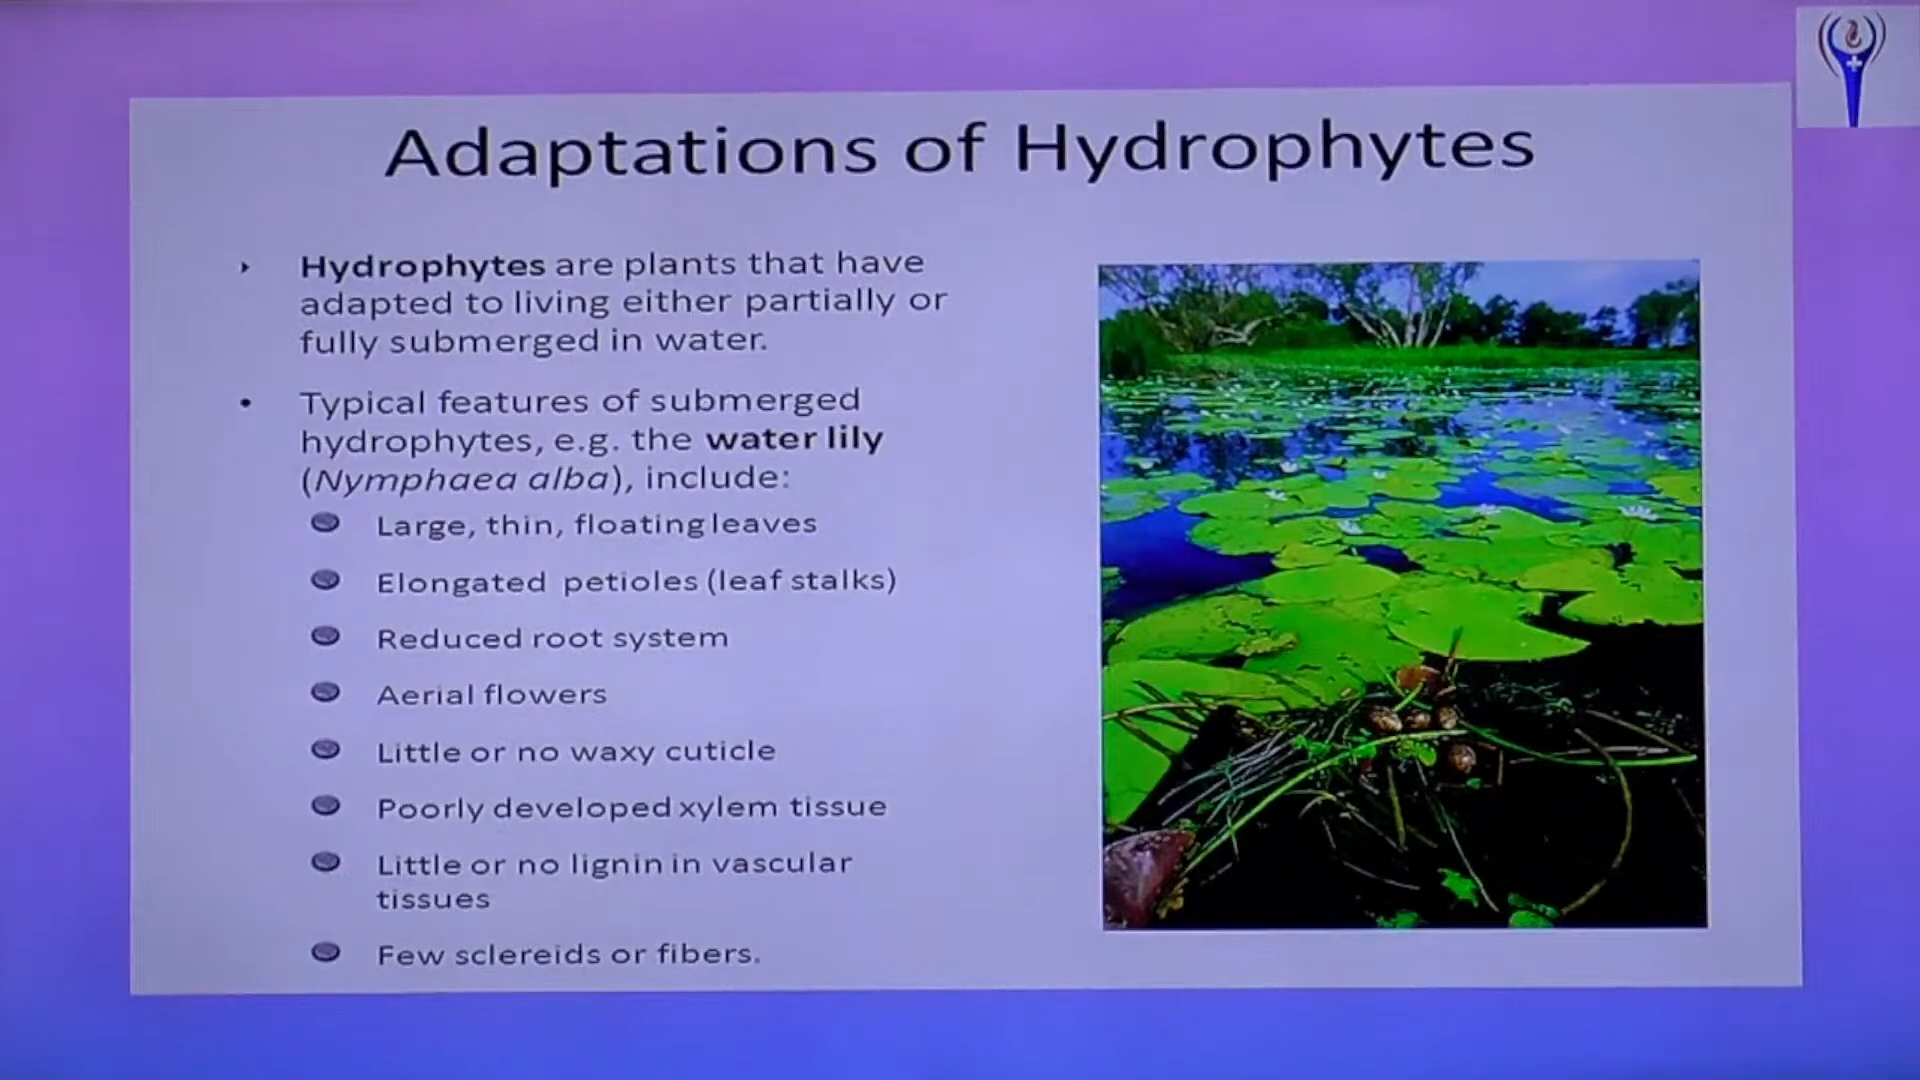 Adaptations of Hydrophytes
Hydrophytes are plants that have
adapted to living either partially or
fully submerged in water.
Typical features of submerged
hydrophytes, e.g. the water lily
(Nymphaea alba), include:
Large, thin, floating leaves
Elongated petioles (leaf stalks)
Reduced root system
Aerial flowers
Little or no waxy cuticle
Poorly developed xylem tissue
Little or no lignin in vascular
tissues
Few sclereids or fibers.